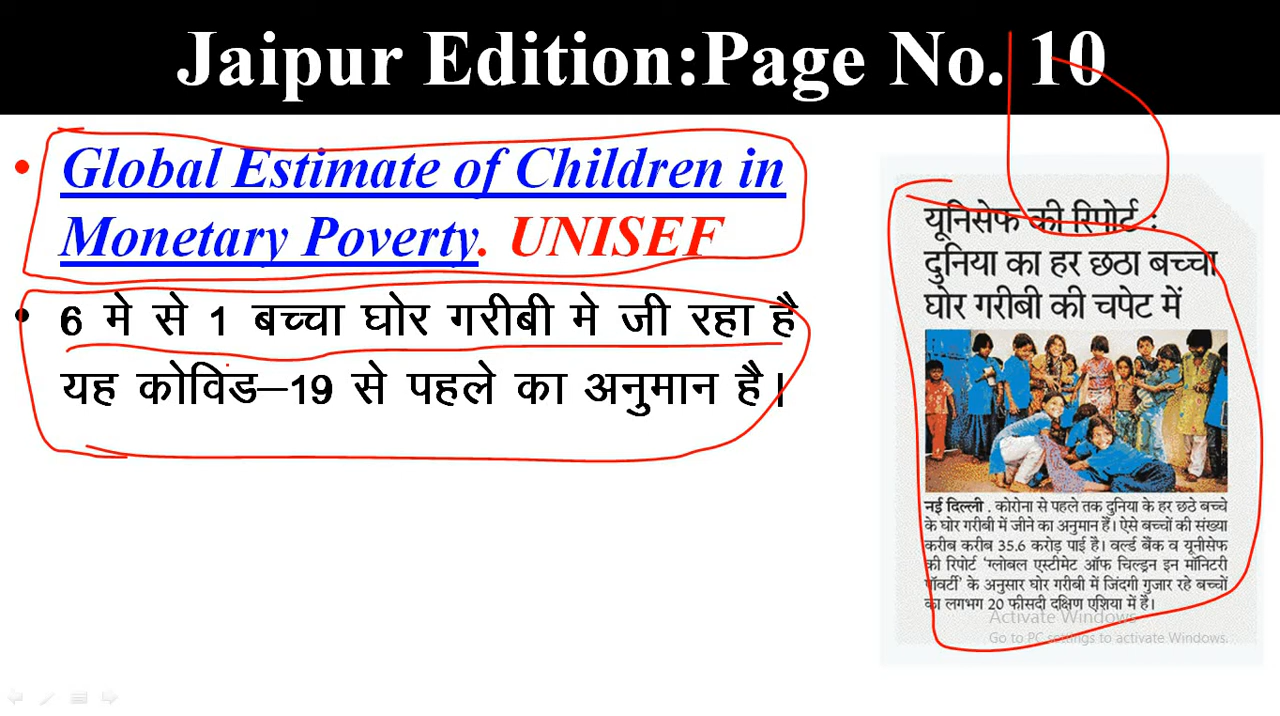 Jaipur Edition:Page No. 10
• Global Estimate of Children in
Monetary Poverty. UNISEF
• 6 मे से 1 बच्चा घोर गरीबी मे जी रहा है
यह कोविड–19 से पहले का अनुमान है।
यूनिसेफ की रिपोर्ट :
दुनिया का हर छठा बच्चा
घोर गरीबी की चपेट में
नई दिल्ली . कोरोना से पहले तक दुनिया के हर छठे बच्चे
के घोर गरीबी में जीने का अनुमान है। ऐसे बच्चों की संख्या
करीब करीब 35.6 करोड़ पाई है। वर्ल्ड बैंक व यूनीसेफ
की रिपोर्ट 'ग्लोबल एस्टीमेट ऑफ चिल्ड्रन इन मॉनिटरी
पॉवर्टी' के अनुसार घोर गरीबी में जिंदगी गुजार रहे बच्चों
का लगभग 20 फीसदी दक्षिण एशिया में है।
Activate Windows
Go to PC settings to activate Windows.